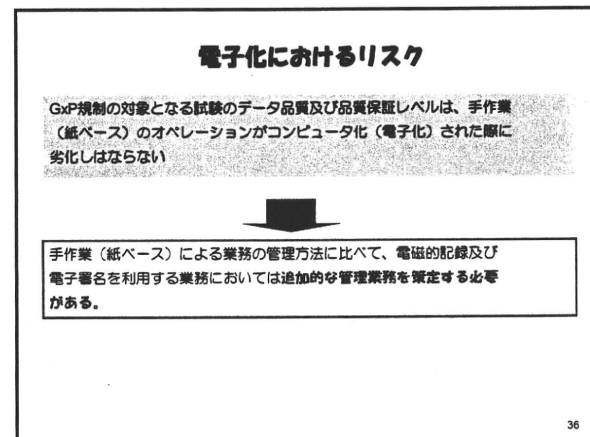 電子化におけるリスク
GxP規制の対象となる試験のデータ品質及び品質保証レベルは、手作業
（紙ベース）のオペレーションがコンピュータ化（電子化）された際に
劣化しはならない
手作業（紙ベース）による業務の管理方法に比べて、電磁的記録及び
電子署名を利用する業務においては追加的な管理業務を策定する必要
がある。
36